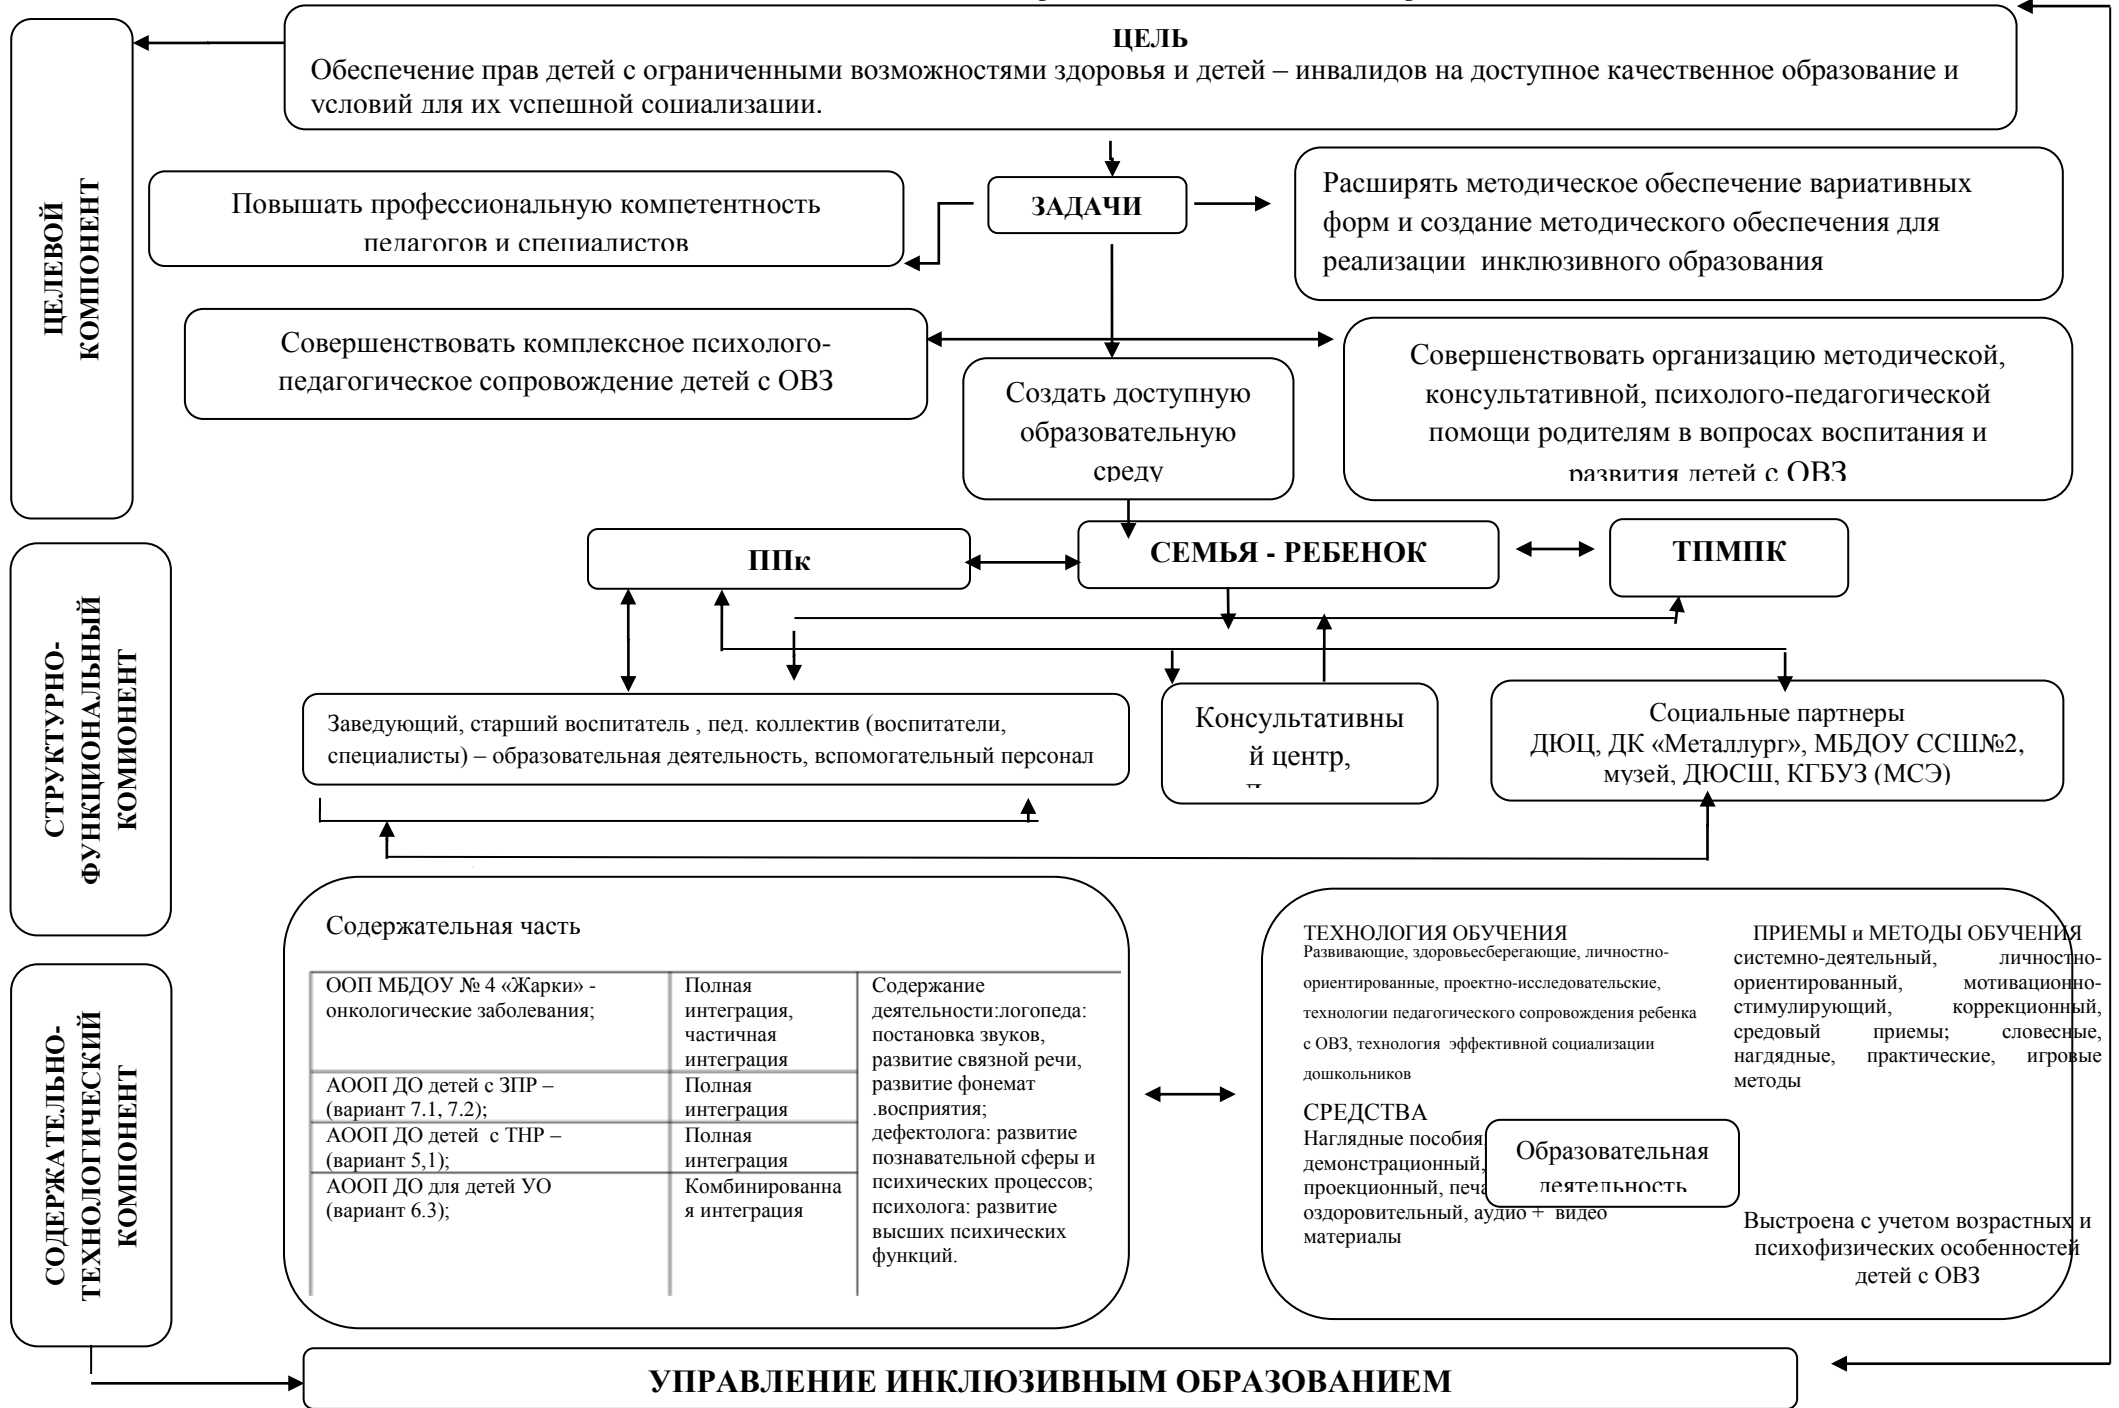 ЦЕЛЬ
Обеспечение прав детей с ограниченными возможностями здоровья и детей – инвалидов на доступное качественное образование и
условий для их успешной социализации.
ЦЕЛЕВОЙ
КОМПОНЕНТ
Повышать профессиональную компетентность
педагогов и специалистов
ЗАДАЧИ
Расширять методическое обеспечение вариативных
форм и создание методического обеспечения для
реализации инклюзивного образования
Совершенствовать комплексное психолого-
педагогическое сопровождение детей с ОВЗ
Создать доступную
образовательную
среду
Совершенствовать организацию методической,
консультативной, психолого-педагогической
помощи родителям в вопросах воспитания и
развития детей с ОВЗ
СТРУКТУРНО-
ФУНКЦИОНАЛЬНЫЙ
КОМИОНЕНТ
ППк
СЕМЬЯ - РЕБЕНОК
ТПМПК
Заведующий, старший воспитатель , пед. коллектив (воспитатели,
специалисты) – образовательная деятельность, вспомогательный персонал
Консультативны
й центр,
Социальные партнеры
ДЮЦ, ДК «Металлург», МБДОУ ССШ№2,
музей, ДЮСШ, КГБУЗ (МСЭ)
СОДЕРЖАТЕЛЬНО-
ТЕХНОЛОГИЧЕСКИЙ
КОМПОНЕНТ
Содержательная часть
ООП МБДОУ № 4 «Жарки» -
онкологические заболевания;
Полная
интеграция,
частичная
интеграция
АООП ДО детей с ЗПР –
(вариант 7.1, 7.2);
Полная
интеграция
АООП ДО детей с ТНР –
(вариант 5,1);
Полная
интеграция
АООП ДО для детей УО
(вариант 6.3);
Комбинированна
я интеграция
Содержание
деятельности:логопеда:
постановка звуков,
развитие связной речи,
развитие фонемат
.восприятия;
дефектолога: развитие
познавательной сферы и
психических процессов;
психолога: развитие
высших психических
функций.
ТЕХНОЛОГИЯ ОБУЧЕНИЯ
Развивающие, здоровьесберегающие, личностно-
ориентированные, проектно-исследовательские,
технологии педагогического сопровождения ребенка
с ОВЗ, технология эффективной социализации
дошкольников
СРЕДСТВА
Наглядные пособия,
демонстрационный,
проекционный,
оздоровительный, аудио + видео
материалы
Образовательная
деятельность
ПРИЕМЫ и МЕТОДЫ ОБУЧЕНИЯ
системно-деятельный, личностно-
ориентированный, мотивационно-
стимулирующий, коррекционный,
средовый приемы; словесные,
нагдядные, практические, игровые
методы
Выстроена с учетом возрастных и
психофизических особенностей
детей с ОВЗ
УПРАВЛЕНИЕ ИНКЛЮЗИВНЫМ ОБРАЗОВАНИЕМ